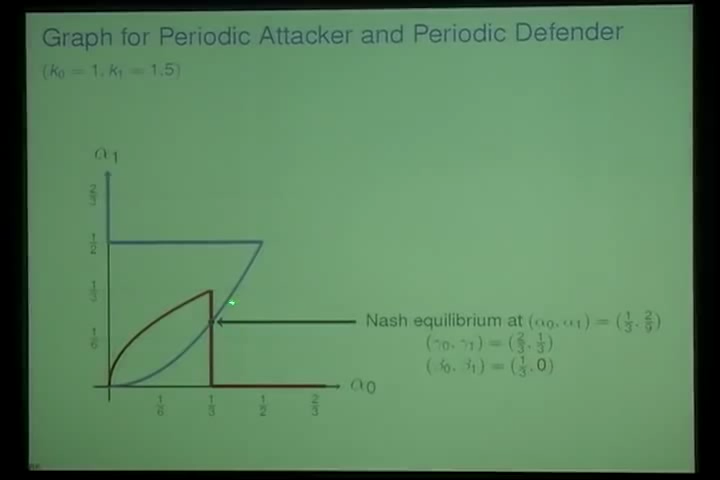 Graph for Periodic Attacker and Periodic Defender
(k₀ = 1, k₁ = 1.5)
α₁
2/3
1/2
1/3
1/6
Nash equilibrium at (α₀, α₁) = (1/3, 2/9)
(γ₀, γ₁) = (2/3, 1/3)
(β₀, β₁) = (1/3, 0)
α₀
1/6 1/3 1/2 2/3